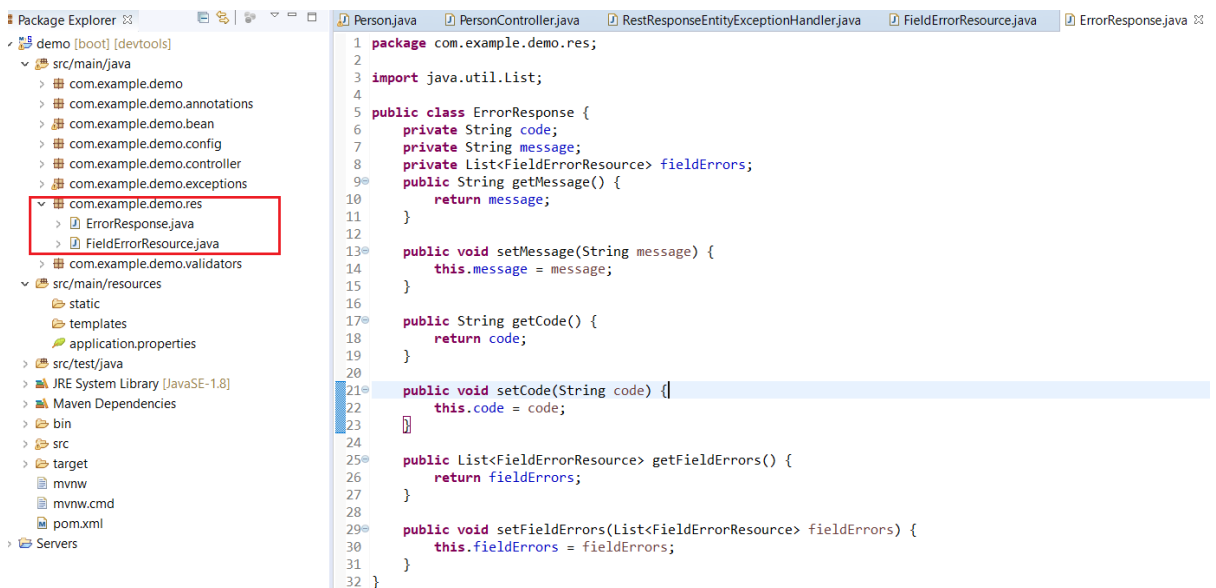 Package Explorer
demo [boot] [devtools]
src/main/java
com.example.demo
com.example.demo.annotations
com.example.demo.bean
com.example.demo.config
com.example.demo.controller
com.example.demo.exceptions
com.example.demo.res
ErrorResponse.java
FieldErrorResource.java
com.example.demo.validators
src/main/resources
static
templates
application.properties
src/test/java
JRE System Library [JavaSE-1.8]
Maven Dependencies
bin
src
target
mvnw
mvnw.cmd
pom.xml
Servers
Person.java PersonController.java RestResponseEntityExceptionHandler.java FieldErrorResource.java ErrorResponse.java
1 package com.example.demo.res;
2
3 import java.util.List;
4
5 public class ErrorResponse {
6 private String code;
7 private String message;
8 private List<FieldErrorResource> fieldErrors;
9 public String getMessage() {
10 return message;
11 }
12
13 public void setMessage(String message) {
14 this.message = message;
15 }
16
17 public String getCode() {
18 return code;
19 }
20
21 public void setCode(String code) {
22 this.code = code;
23 }
24
25 public List<FieldErrorResource> getFieldErrors() {
26 return fieldErrors;
27 }
28
29 public void setFieldErrors(List<FieldErrorResource> fieldErrors) {
30 this.fieldErrors = fieldErrors;
31 }
32 }